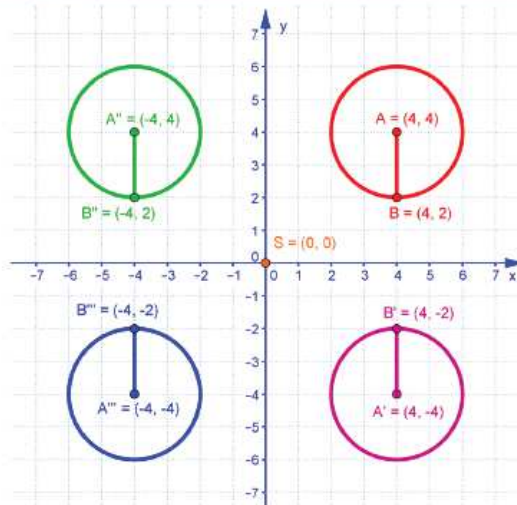 y
7
6
5
4
3
2
1
0
A'' = (-4, 4)
A = (4, 4)
B'' = (-4, 2)
B = (4, 2)
S = (0, 0)
-7 -6 -5 -4 -3 -2 -1 0 1 2 3 4 5 6 7 x
-1
-2
-3
-4
-5
-6
-7
B''' = (-4, -2)
B' = (4, -2)
A''' = (-4, -4)
A' = (4, -4)